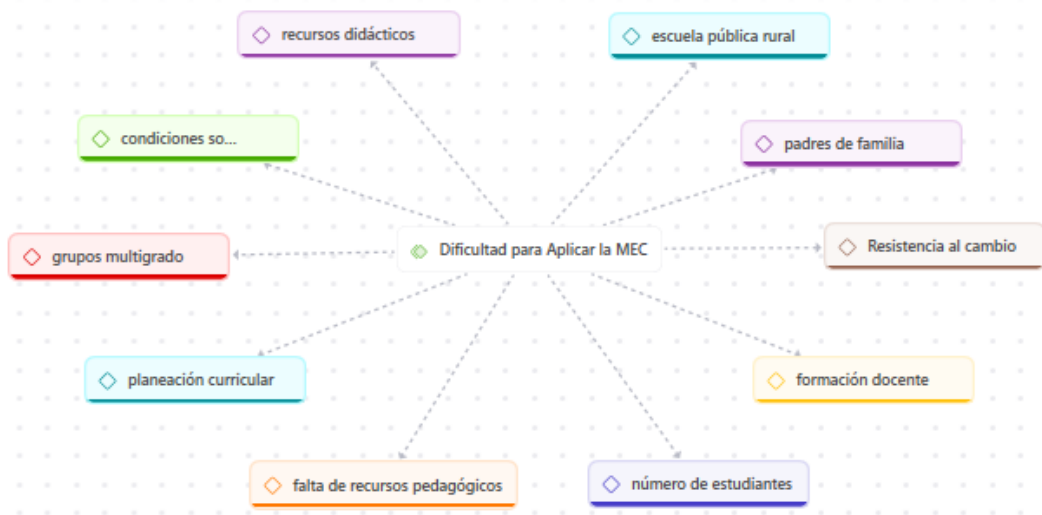 recursos didácticos
escuela pública rural
condiciones so...
padres de familia
grupos multigrado
Dificultad para Aplicar la MEC
Resistencia al cambio
planeación curricular
formación docente
falta de recursos pedagógicos
número de estudiantes